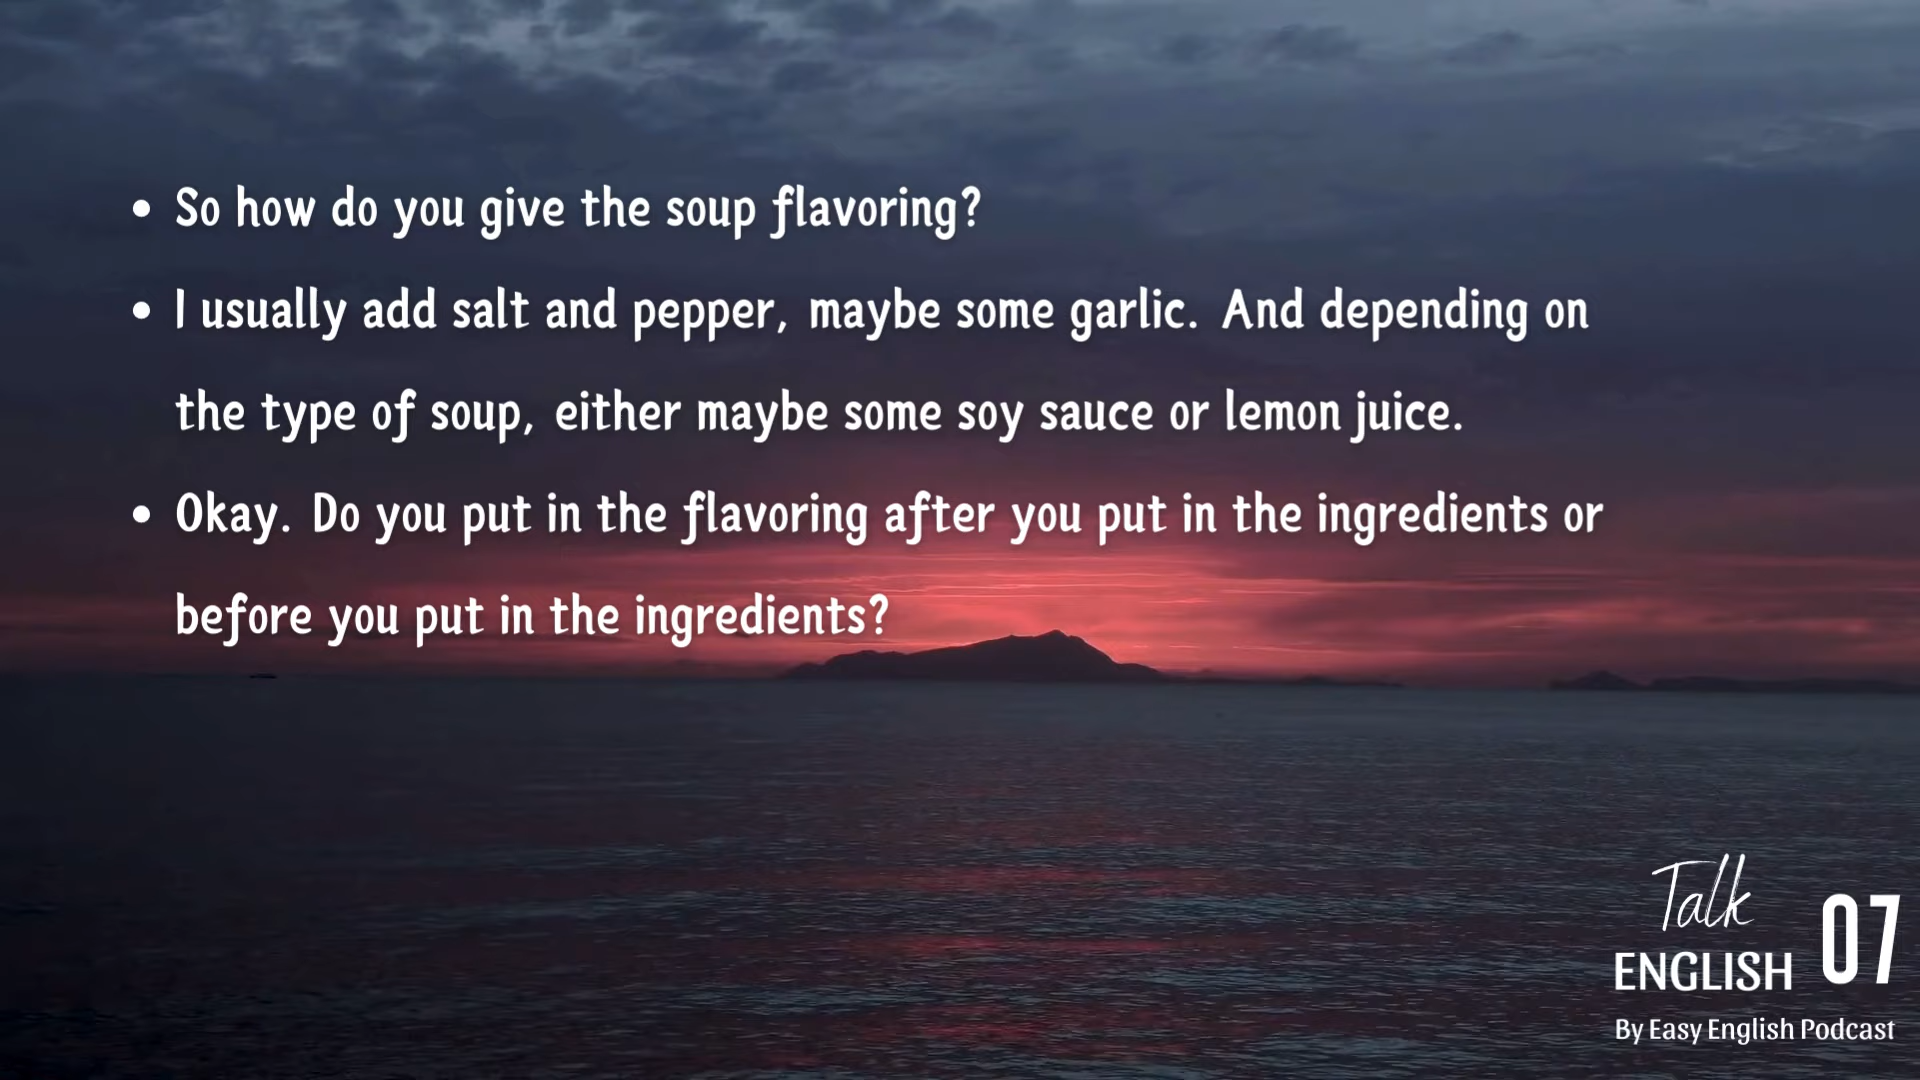 • So how do you give the soup flavoring?
• I usually add salt and pepper, maybe some garlic. And depending on
the type of soup, either maybe some soy sauce or lemon juice.
• Okay. Do you put in the flavoring after you put in the ingredients or
before you put in the ingredients?
Talk
ENGLISH 07
By Easy English Podcast